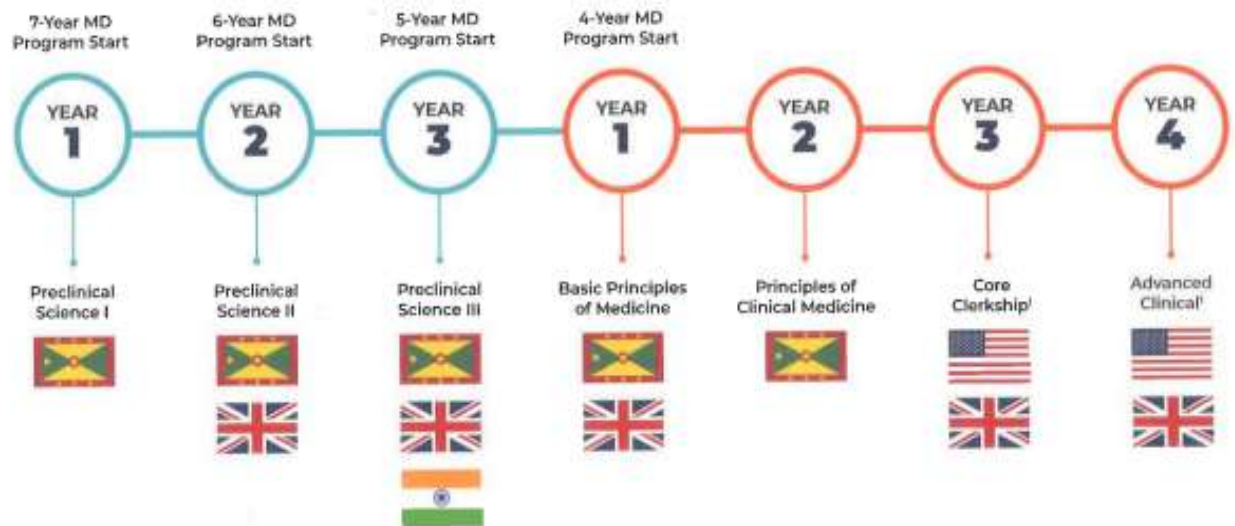 7-Year MD
Program Start
6-Year MD
Program Start
5-Year MD
Program Start
4-Year MD
Program Start
YEAR
1
YEAR
2
YEAR
3
YEAR
1
YEAR
2
YEAR
3
YEAR
4
Preclinical
Science I
Preclinical
Science II
Preclinical
Science III
Basic Principles
of Medicine
Principles of
Clinical Medicine
Core
Clerkship¹
Advanced
Clinical¹